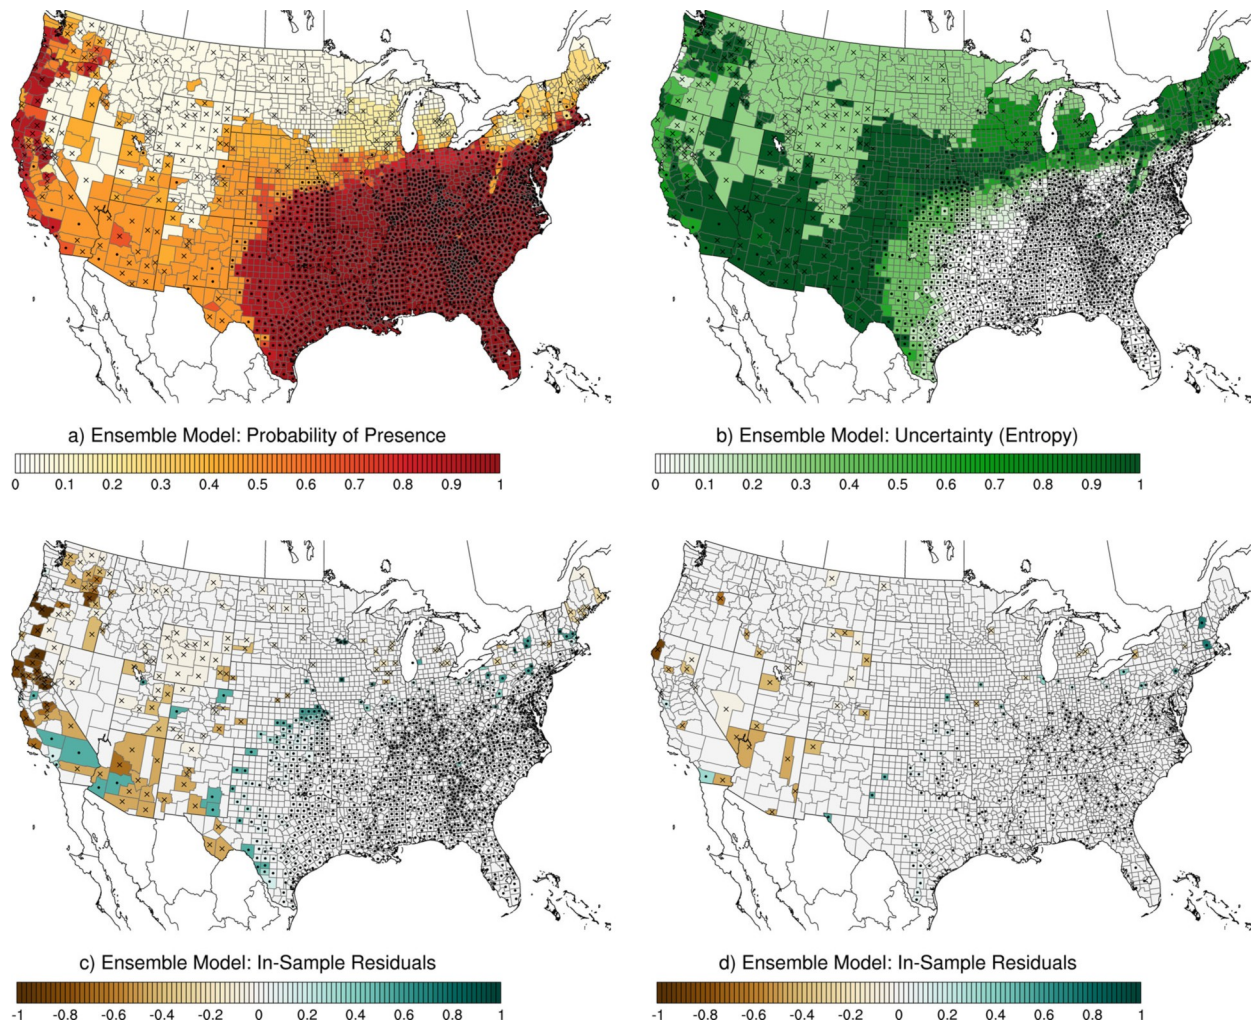 a) Ensemble Model: Probability of Presence
0 0.1 0.2 0.3 0.4 0.5 0.6 0.7 0.8 0.9 1
b) Ensemble Model: Uncertainty (Entropy)
0 0.1 0.2 0.3 0.4 0.5 0.6 0.7 0.8 0.9 1
c) Ensemble Model: In-Sample Residuals
-1 -0.8 -0.6 -0.4 -0.2 0 0.2 0.4 0.6 0.8 1
d) Ensemble Model: In-Sample Residuals
-1 -0.8 -0.6 -0.4 -0.2 0 0.2 0.4 0.6 0.8 1